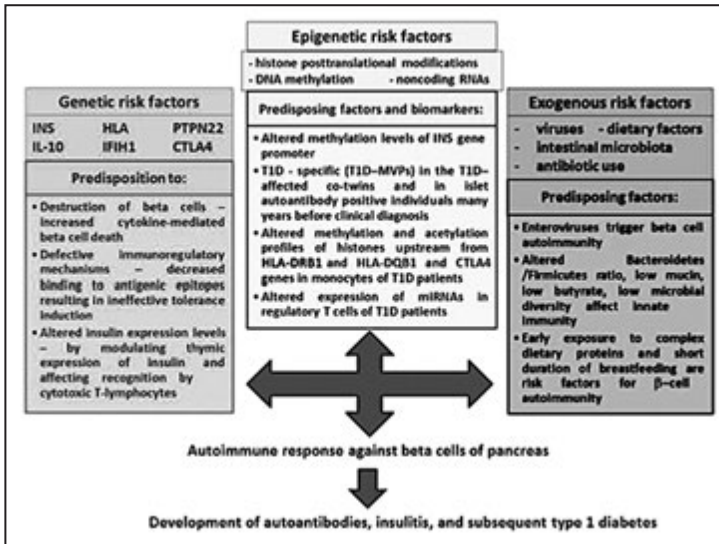 Epigenetic risk factors
- histone posttranslational modifications
- DNA methylation - noncoding RNAs
Predisposing factors and biomarkers:
• Altered methylation levels of INS gene
promoter
• T1D - specific (T1D–MVPs) in the T1D–
affected co-twins and in islet
autoantibody positive individuals many
years before clinical diagnosis
• Altered methylation and acetylation
profiles of histones upstream from
HLA-DRB1 and HLA-DQB1 and CTLA4
genes in monocytes of T1D patients
• Altered expression of miRNAs in
regulatory T cells of T1D patients
Genetic risk factors
INS HLA PTPN22
IL-10 IFIH1 CTLA4
Predisposition to:
• Destruction of beta cells –
increased cytokine-mediated
beta cell death
• Defective immunoregulatory
mechanisms – decreased
binding to antigenic epitopes
resulting in ineffective tolerance
induction
• Altered insulin expression levels
– by modulating thymic
expression of insulin and
affecting recognition by
cytotoxic T-lymphocytes
Exogenous risk factors
- viruses - dietary factors
- intestinal microbiota
- antibiotic use
Predisposing factors:
• Enteroviruses trigger beta cell
autoimmunity
• Altered Bacteroidetes
/Firmicutes ratio, low mucin,
low butyrate, low microbial
diversity affect innate
immunity
• Early exposure to complex
dietary proteins and short
duration of breastfeeding are
risk factors for β–cell
autoimmunity
Autoimmune response against beta cells of pancreas
Development of autoantibodies, insulitis, and subsequent type 1 diabetes